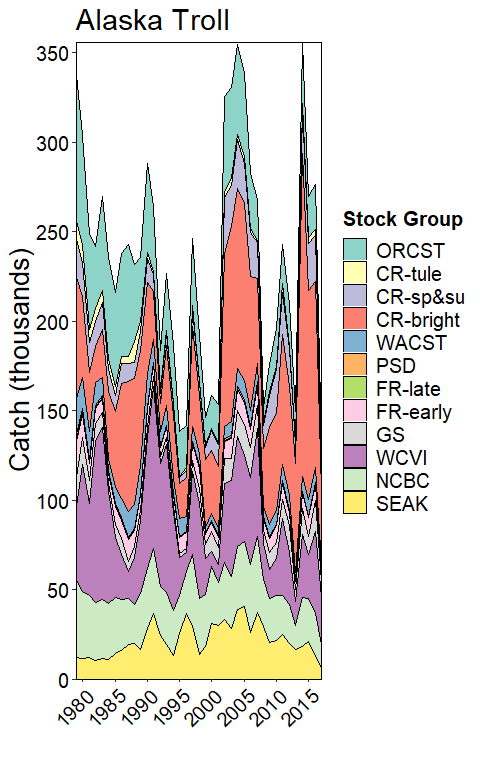 Alaska Troll
Catch (thousands)
350
300
250
200
150
100
50
0
1980
1985
1990
1995
2000
2005
2010
2015
Stock Group
ORCST
CR-tule
CR-sp&su
CR-bright
WACST
PSD
FR-late
FR-early
GS
WCVI
NCBC
SEAK